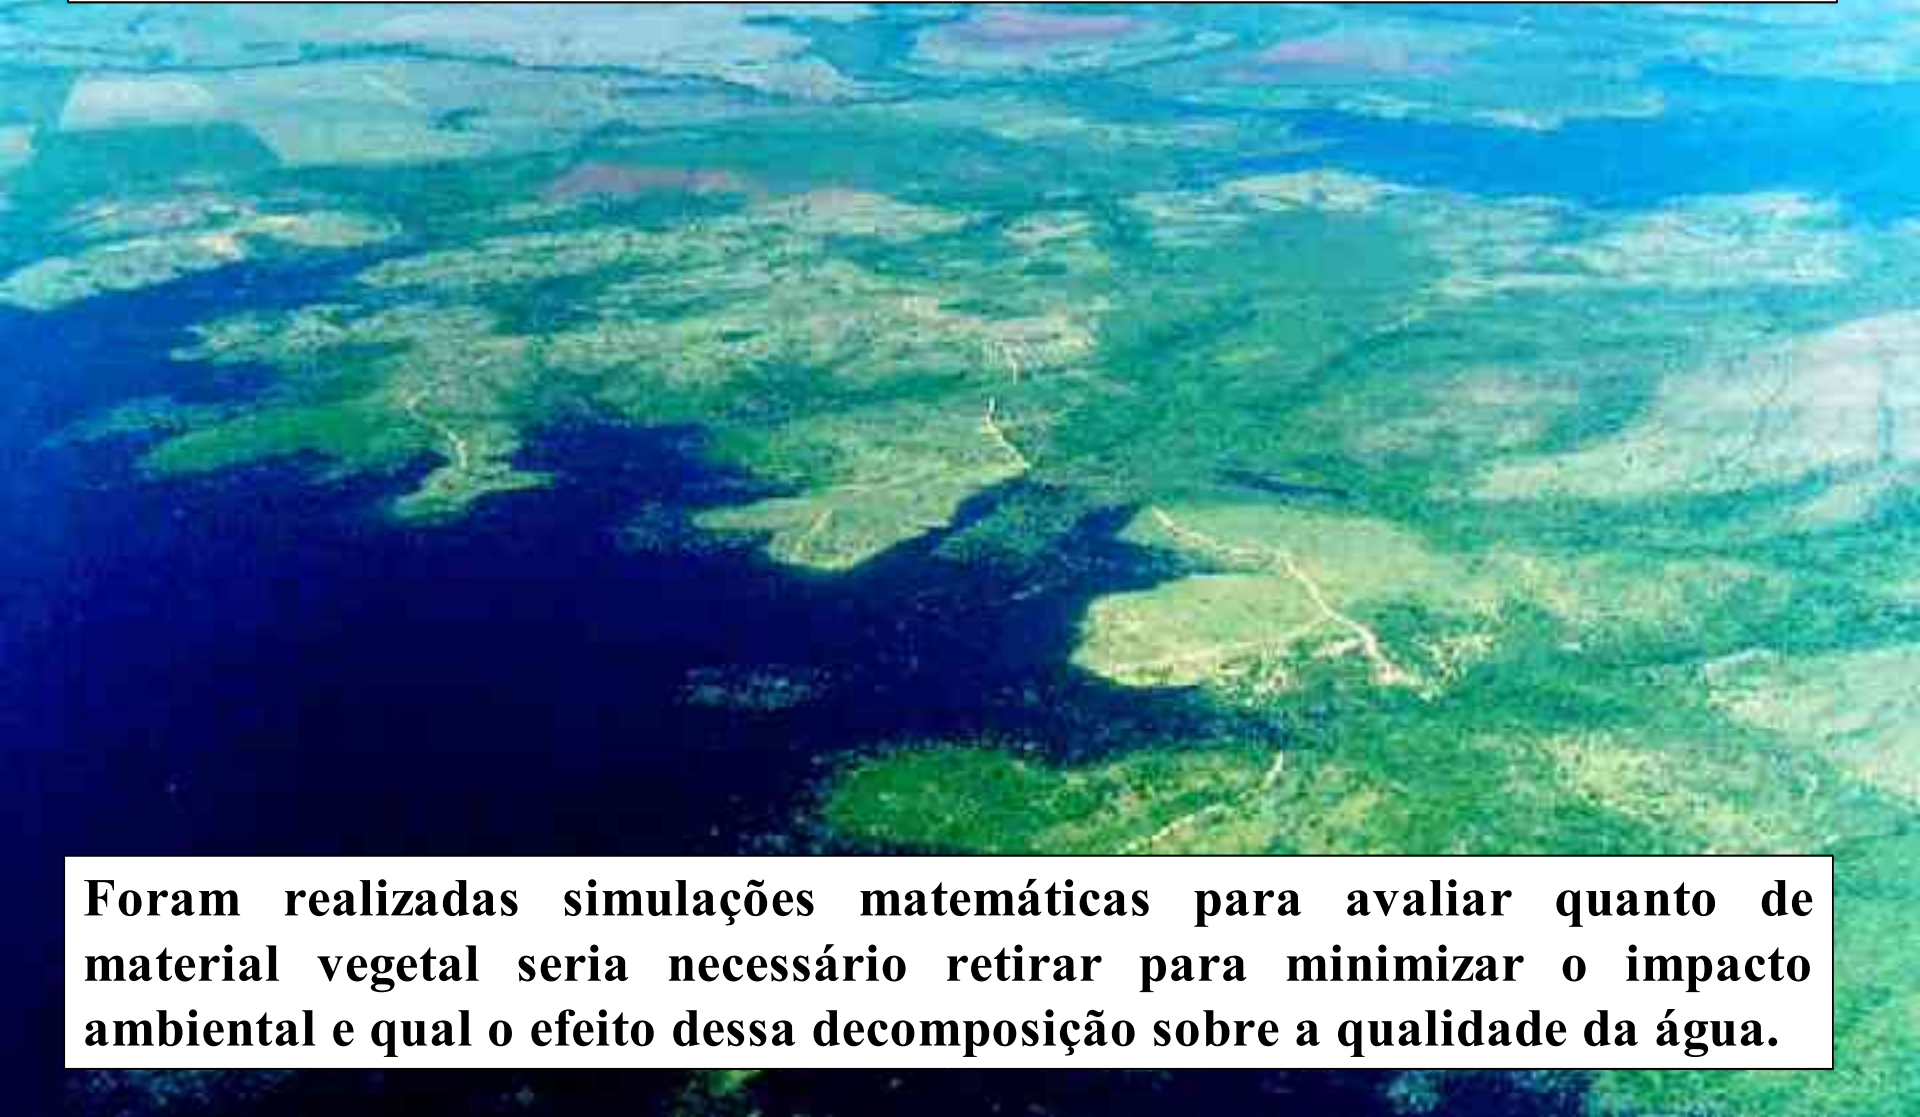 Foram realizadas simulações matemáticas para avaliar quanto de
material vegetal seria necessário retirar para minimizar o impacto
ambiental e qual o efeito dessa decomposição sobre a qualidade da água.